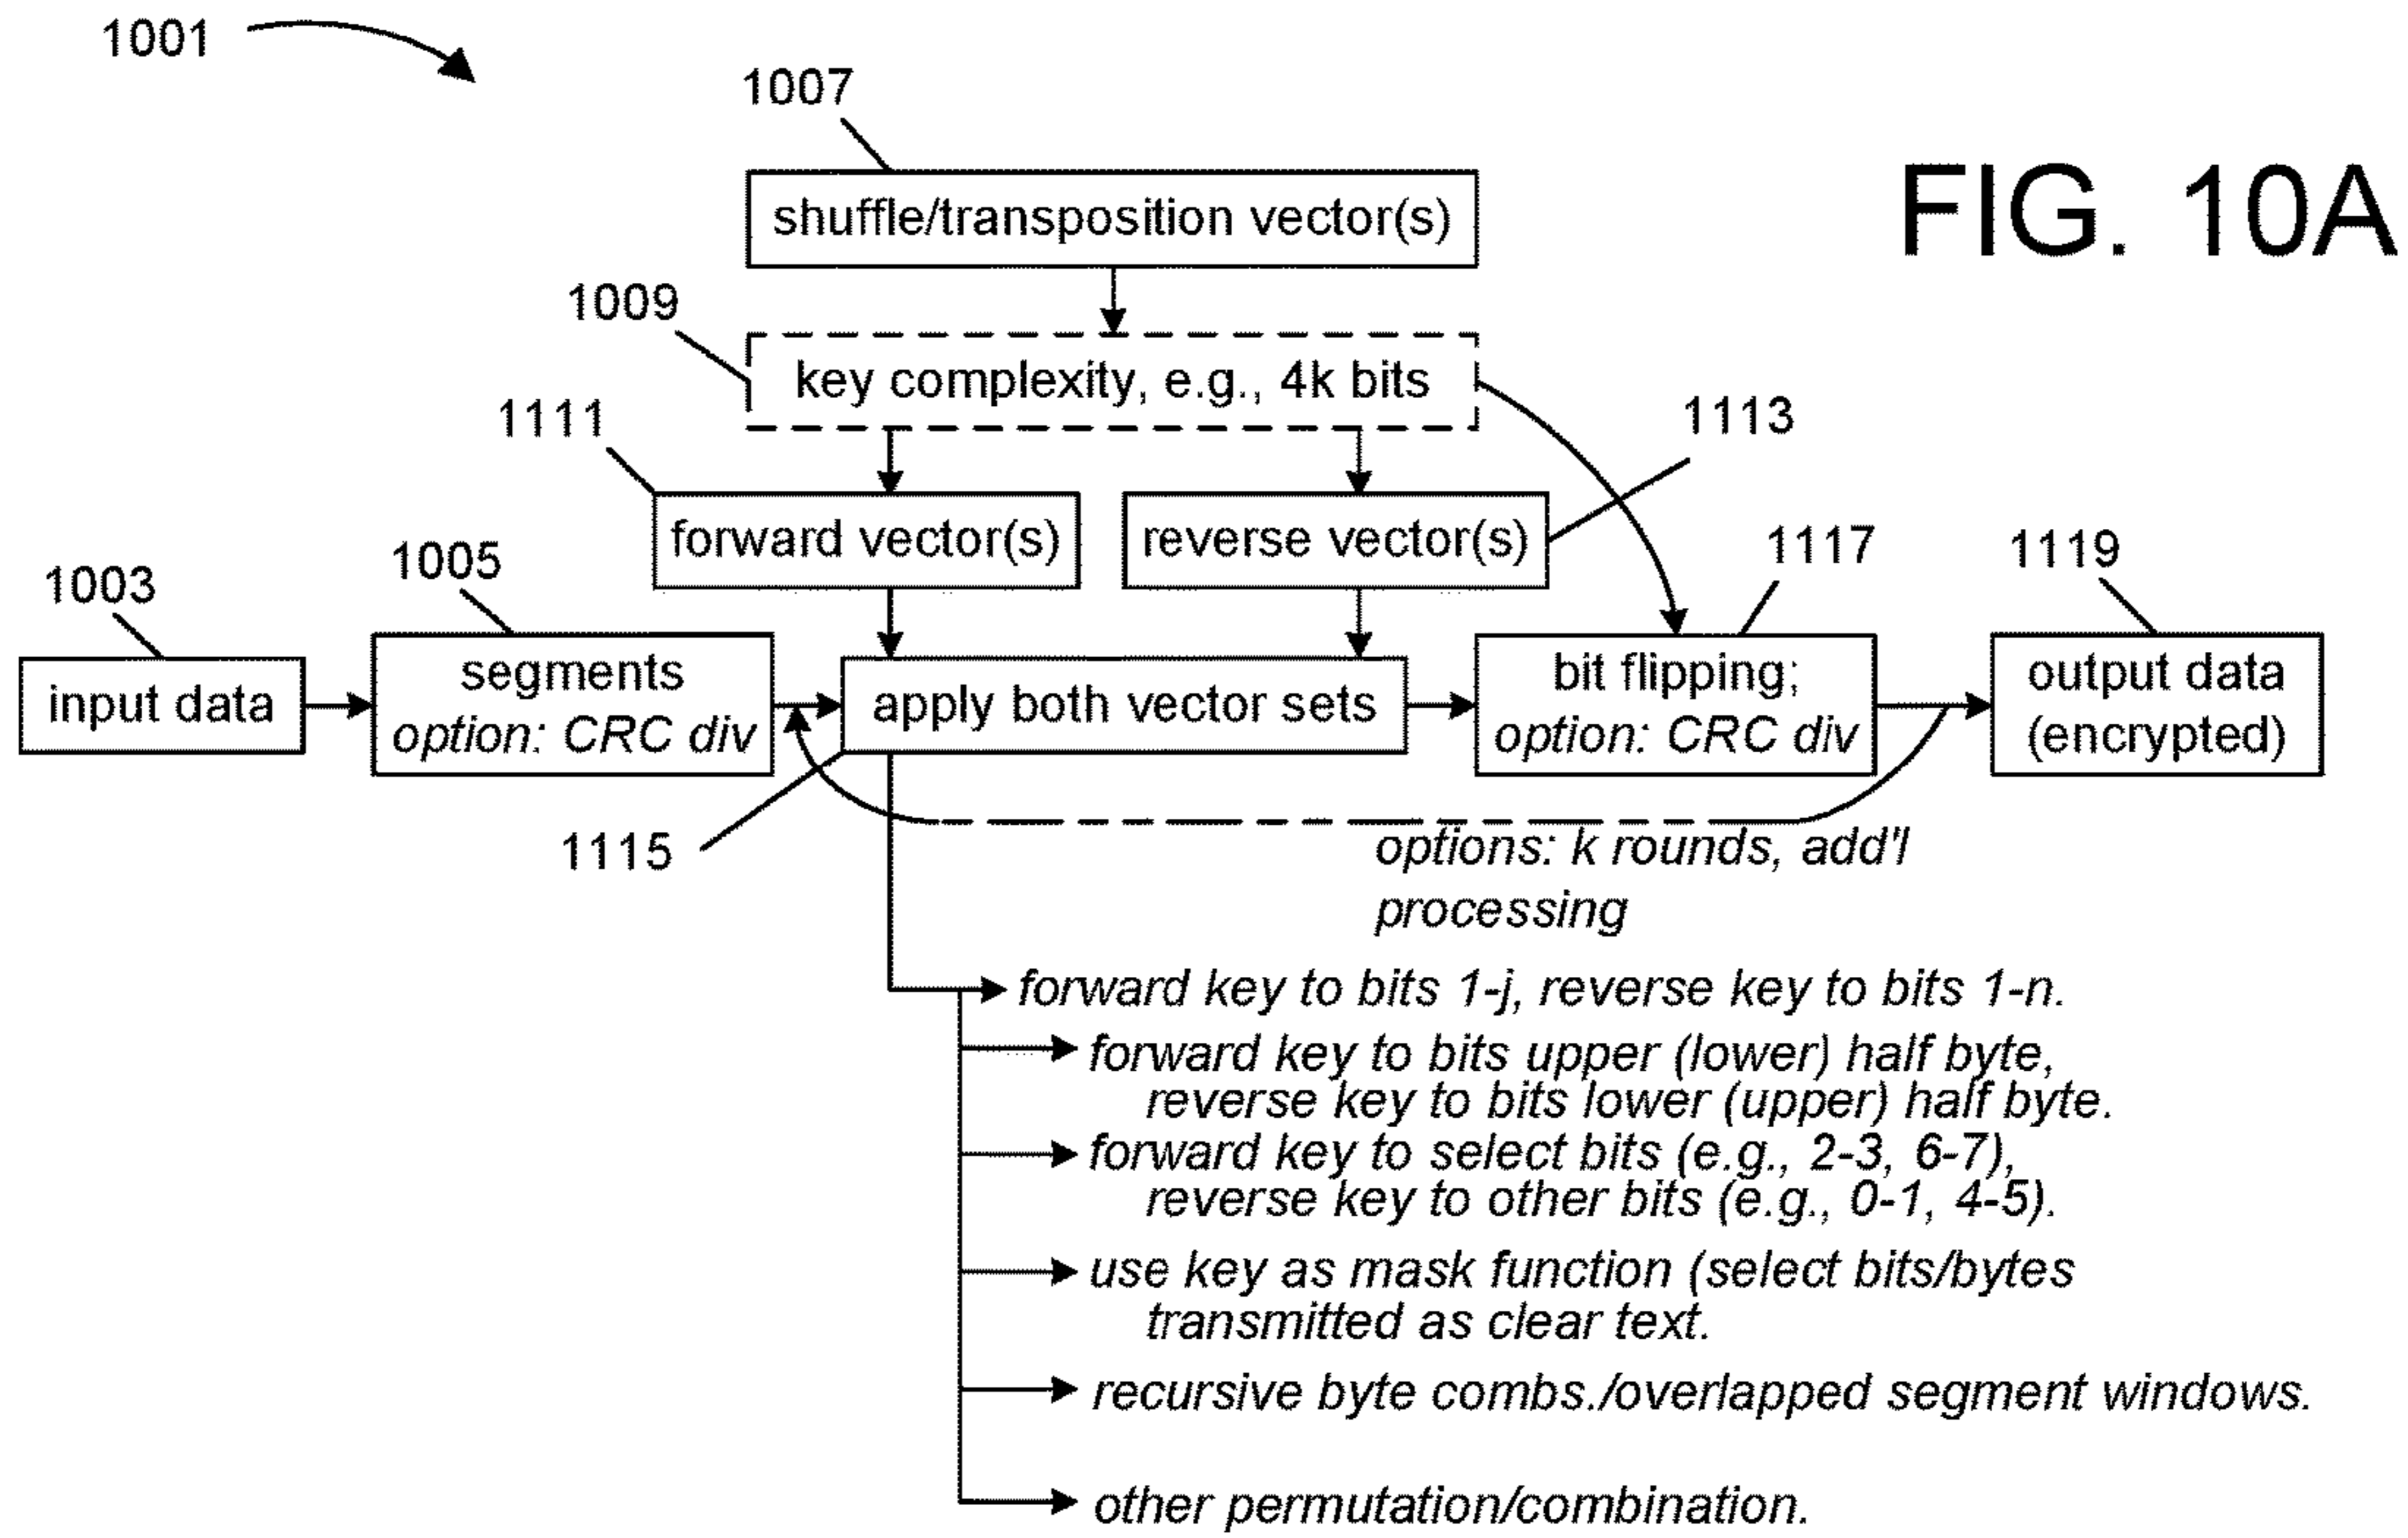 1001
1007
FIG. 10A
shuffle/transposition vector(s)
1009
key complexity, e.g., 4k bits
1111
1113
forward vector(s)
reverse vector(s)
1003
1005
1117
1119
input data
segments
option: CRC div
apply both vector sets
bit flipping;
option: CRC div
output data
(encrypted)
1115
options: k rounds, add'l
processing
forward key to bits 1-j, reverse key to bits 1-n.
forward key to bits upper (lower) half byte,
reverse key to bits lower (upper) half byte.
forward key to select bits (e.g., 2-3, 6-7),
reverse key to other bits (e.g., 0-1, 4-5).
use key as mask function (select bits/bytes
transmitted as clear text.
recursive byte combs./overlapped segment windows.
other permutation/combination.